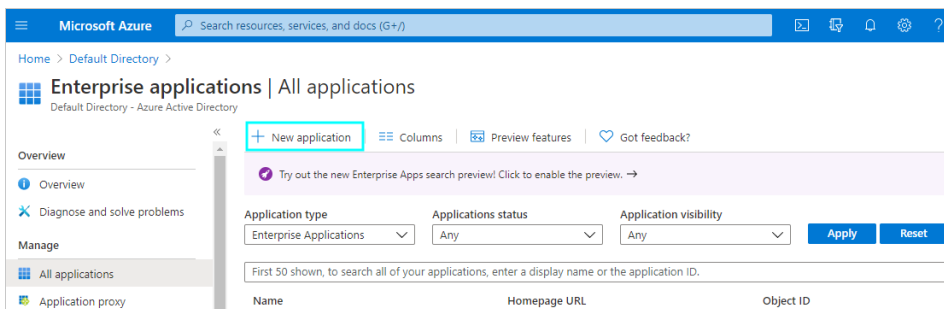 Microsoft Azure
Search resources, services, and docs (G+/)
Home > Default Directory >
Enterprise applications | All applications
Default Directory - Azure Active Directory
«
+ New application
Columns
Preview features
Got feedback?
Overview
Overview
Diagnose and solve problems
Manage
All applications
Application proxy
Try out the new Enterprise Apps search preview! Click to enable the preview. →
Application type
Applications status
Application visibility
Enterprise Applications
Any
Any
Apply
Reset
First 50 shown, to search all of your applications, enter a display name or the application ID.
Name
Homepage URL
Object ID